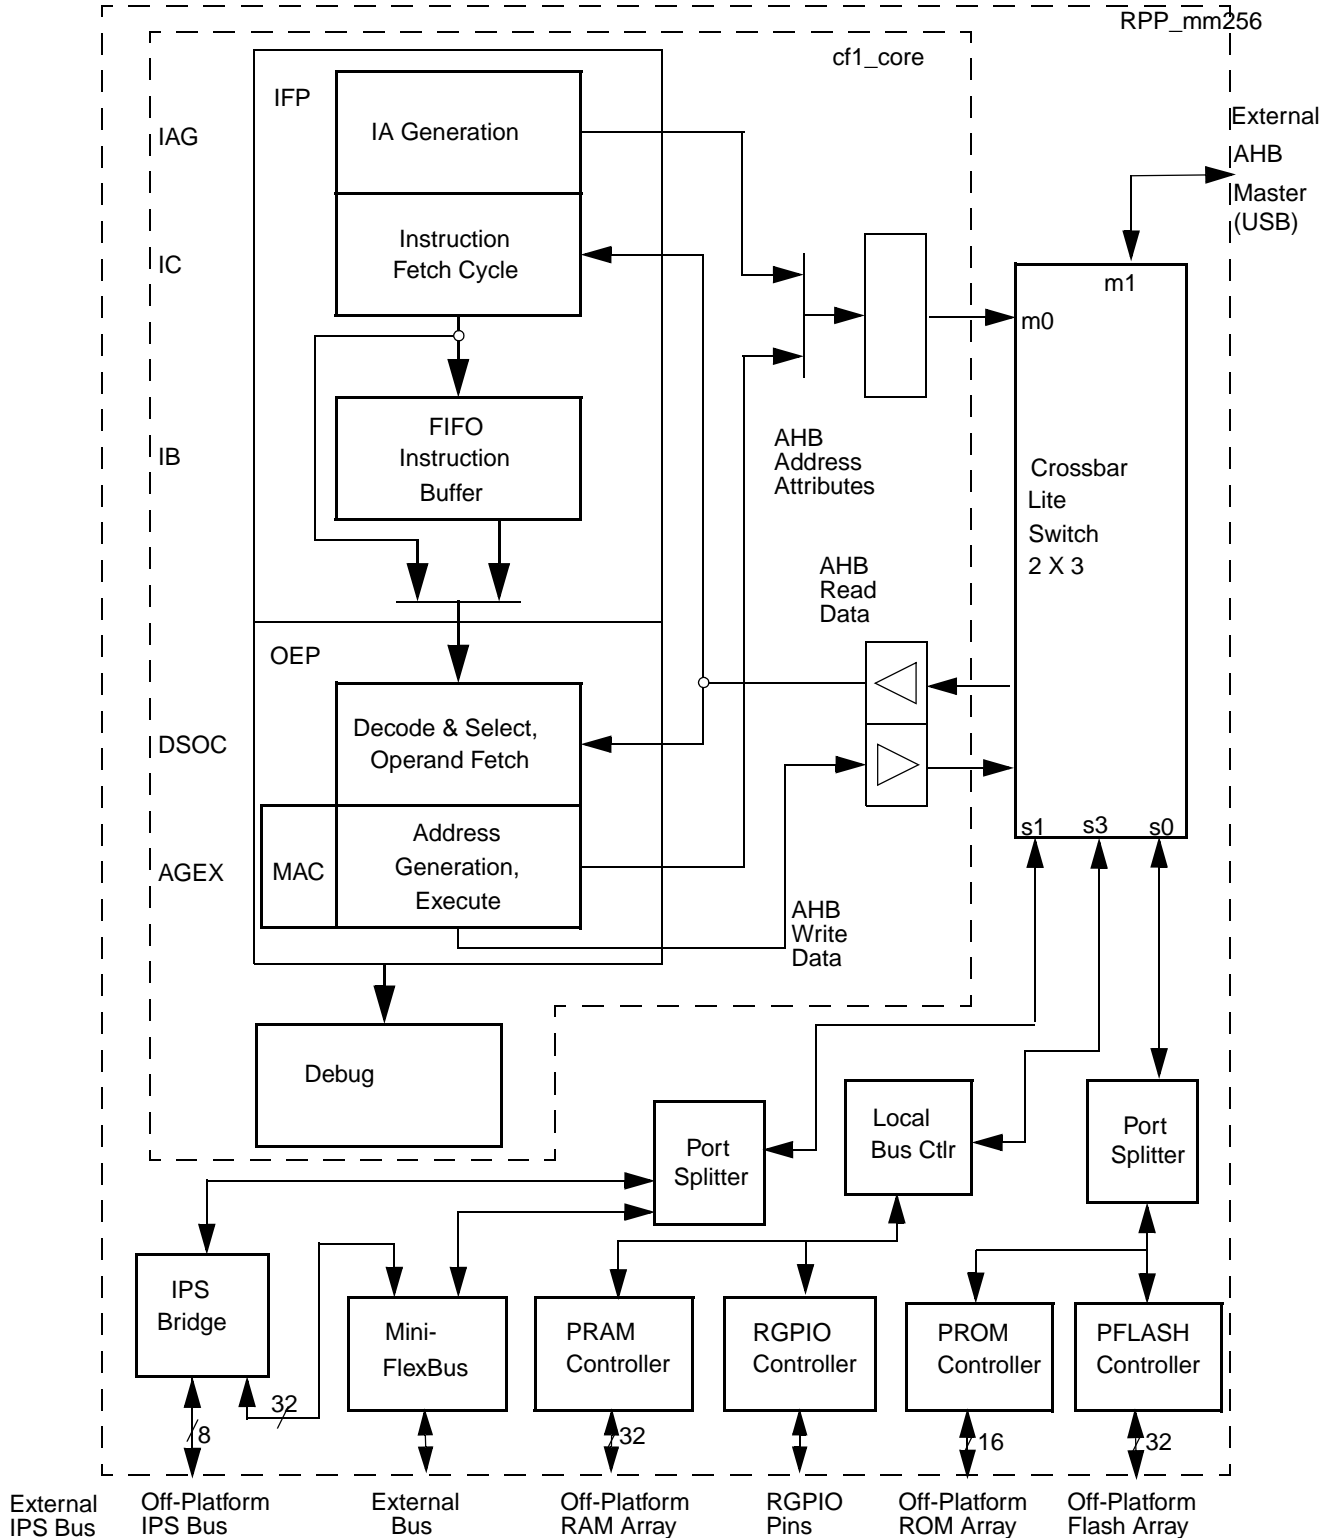 RPP_mm256
cf1_core
IFP
IAG
IA Generation
External
AHB
Master
(USB)
IC
Instruction
Fetch Cycle
m1
m0
IB
FIFO
Instruction
Buffer
AHB
Address
Attributes
Crossbar
Lite
Switch
2 X 3
AHB
Read
Data
OEP
DSOC
Decode & Select,
Operand Fetch
s1
s3
s0
AGEX
MAC
Address
Generation,
Execute
AHB
Write
Data
Debug
Port
Splitter
Local
Bus Ctlr
Port
Splitter
IPS
Bridge
Mini-
FlexBus
PRAM
Controller
RGPIO
Controller
PROM
Controller
PFLASH
Controller
32
8
32
16
32
External
IPS Bus
Off-Platform
IPS Bus
External
Bus
Off-Platform
RAM Array
RGPIO
Pins
Off-Platform
ROM Array
Off-Platform
Flash Array